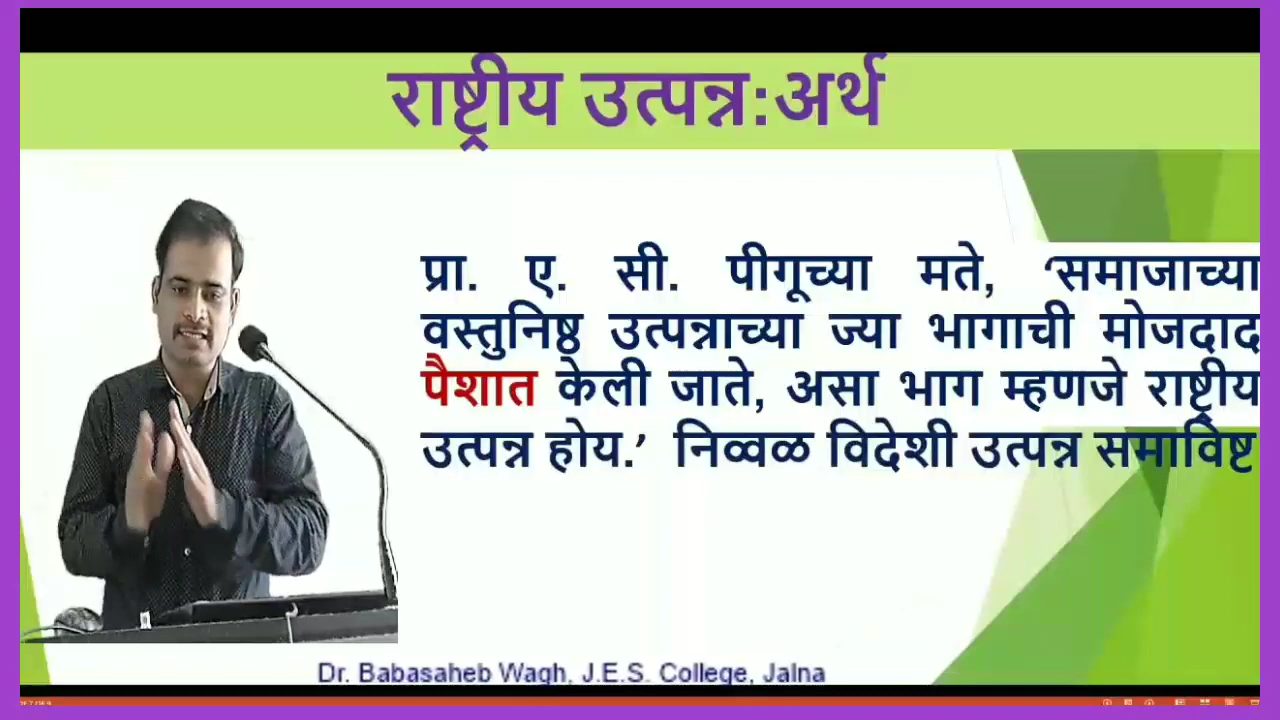 राष्ट्रीय उत्पन्न:अर्थ
प्रा. ए. सी. पीगूच्या मते, ‘समाजाच्या
वस्तुनिष्ठ उत्पन्नाच्या ज्या भागाची मोजदाद
पैशात केली जाते, असा भाग म्हणजे राष्ट्रीय
उत्पन्न होय.’ निव्वळ विदेशी उत्पन्न समाविष्ट
Dr. Babasaheb Wagh, J.E.S. College, Jalna